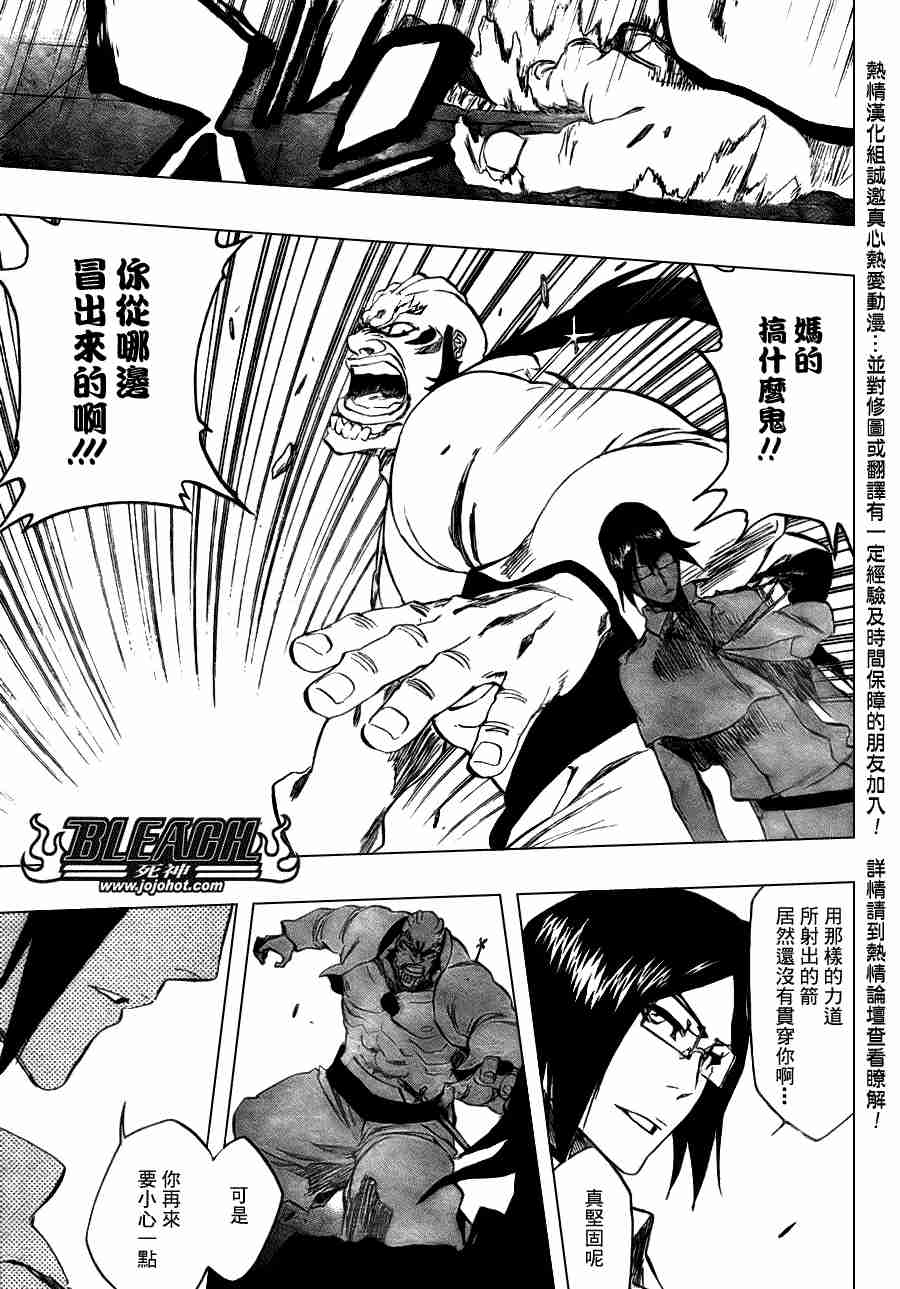 媽的
搞什麼鬼!!
你從哪邊
冒出來的啊!!!
BLEACH
死神
www.jojohot.com
用那樣的力道
所射出的箭
居然還沒有貫穿你啊…
真堅固呢
可是
你再來
要小心一點
熱情漢化組誠邀真心熱愛動漫…並對修圖或翻譯有一定經驗及時間保障的朋友加入！詳情請到熱情論壇查看瞭解！